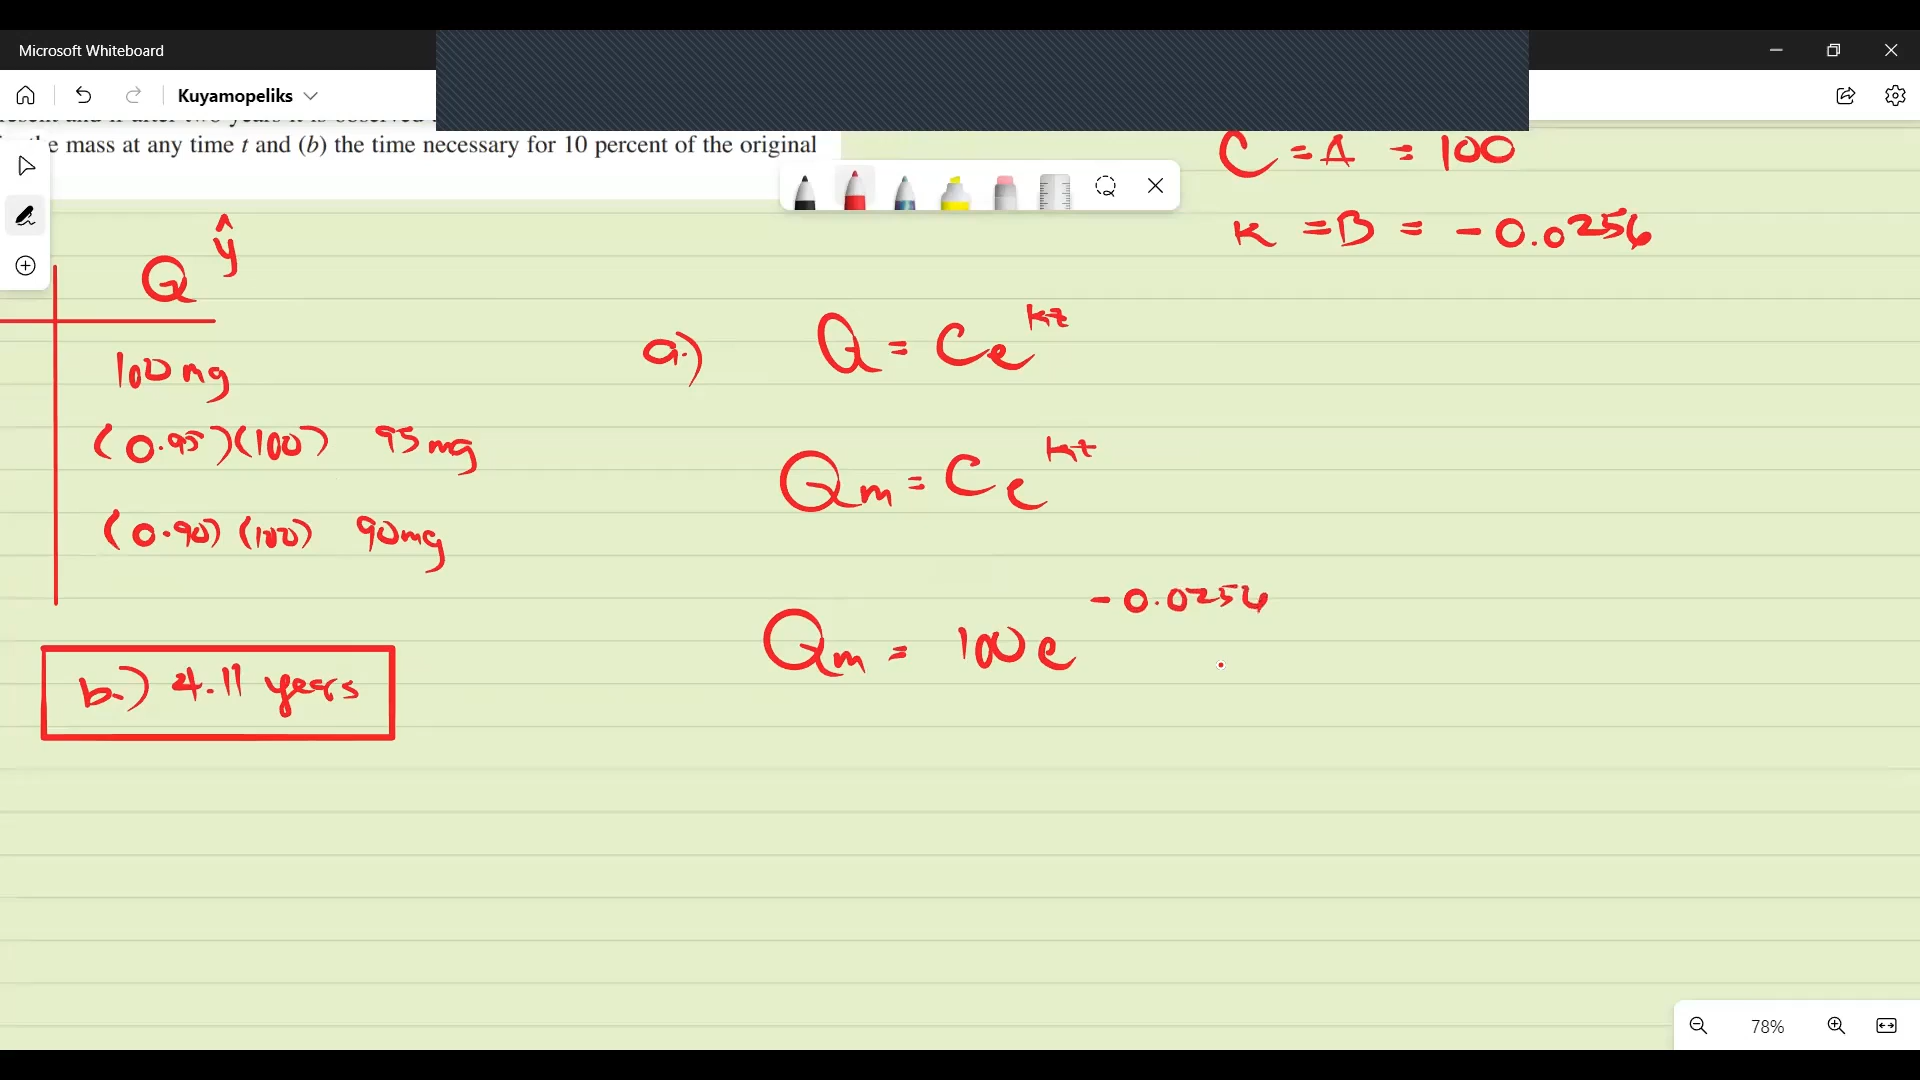 Microsoft Whiteboard
Kuyamopeliks
mass at any time t and (b) the time necessary for 10 percent of the original
C = A = 100
K = B = - 0.0256
Q ŷ
100 mg
(0.95)(100) 95 mg
(0.90)(100) 90mg
b.) 4.11 years
a.) Q = Ce^kt
Qm = Ce^kt
Qm = 100e^-0.0256
78%